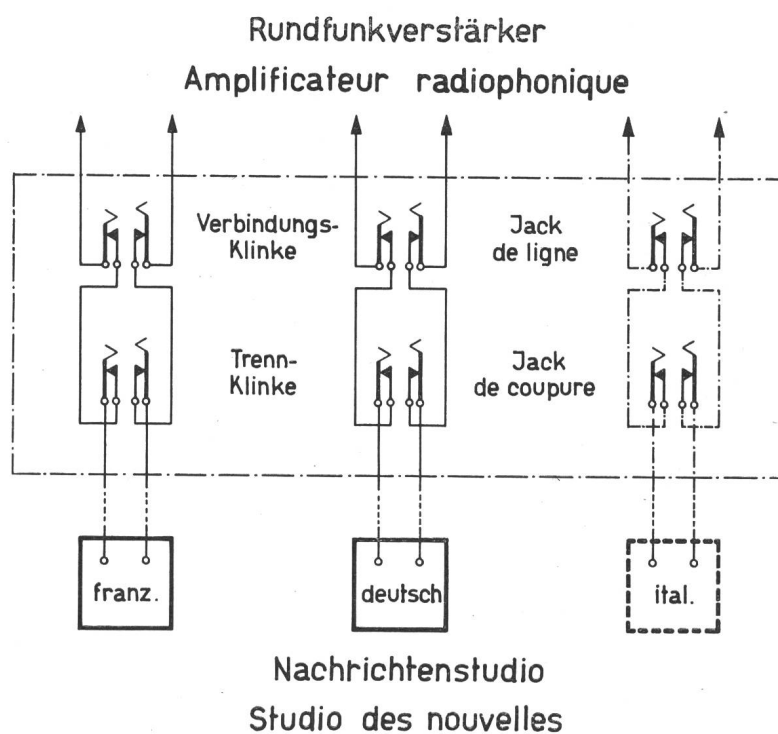 Rundfunkverstärker
Amplificateur radiophonique
Verbindungs-
Klinke
Jack
de ligne
Trenn-
Klinke
Jack
de coupure
franz.
deutsch
ital.
Nachrichtenstudio
Studio des nouvelles